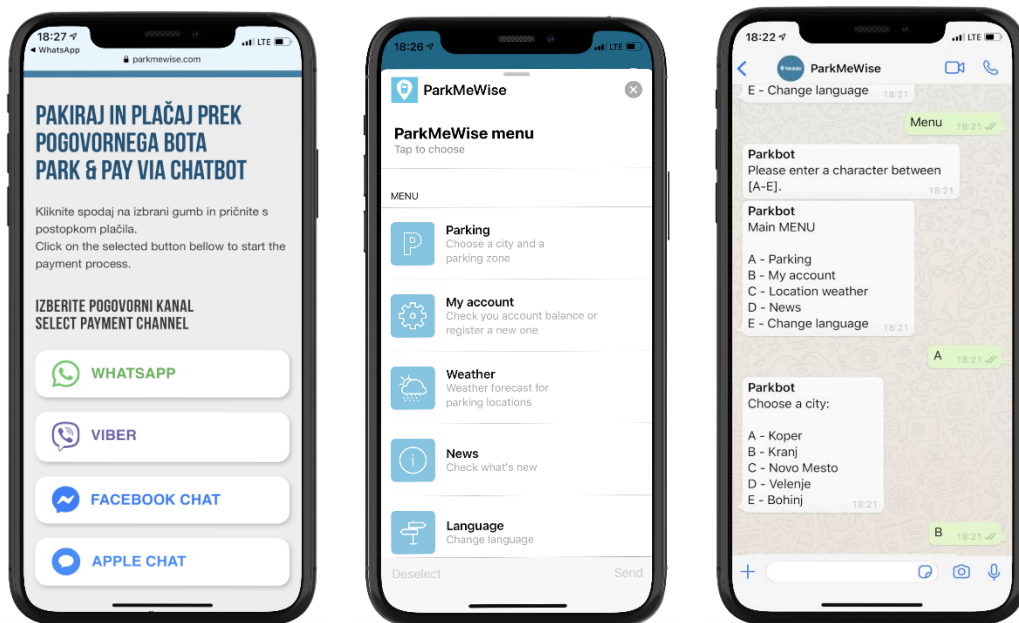 18:27
LTE
WhatsApp
parkmewise.com
PAKIRAJ IN PLAČAJ PREK
POGOVORNEGA BOTA
PARK & PAY VIA CHATBOT
Kliknite spodaj na izbrani gumb in pričnite s
postopkom plačila.
Click on the selected button bellow to start the
payment process.
IZBERITE POGOVORNI KANAL
SELECT PAYMENT CHANNEL
WHATSAPP
VIBER
FACEBOOK CHAT
APPLE CHAT
18:26
LTE
ParkMeWise
ParkMeWise menu
Tap to choose
MENU
Parking
Choose a city and a
parking zone
My account
Check you account balance or
register a new one
Weather
Weather forecast for
parking locations
News
Check what's new
Language
Change language
Deselect Send
18:22
LTE
ParkMeWise
E - Change language 18:21
Menu 18:21
Parkbot
Please enter a character between
[A-E].
18:21
Parkbot
Main MENU
A - Parking
B - My account
C - Location weather
D - News
E - Change language 18:21
A 18:21
Parkbot
Choose a city:
A - Koper
B - Kranj
C - Novo Mesto
D - Velenje
E - Bohinj
18:21
B 18:21